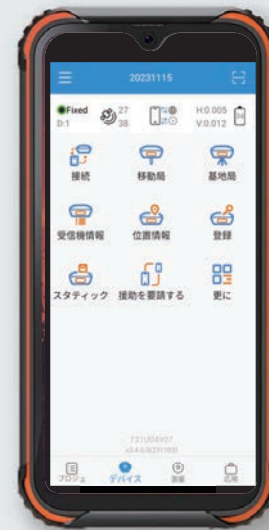 20231115
Fixed 27 H:0.005
D:1 38 V:0.012
接続 移動局 基地局
受信機情報 位置情報 登録
スタティック 援助を要請する 更に
プロジェ デバイス 測量 応用